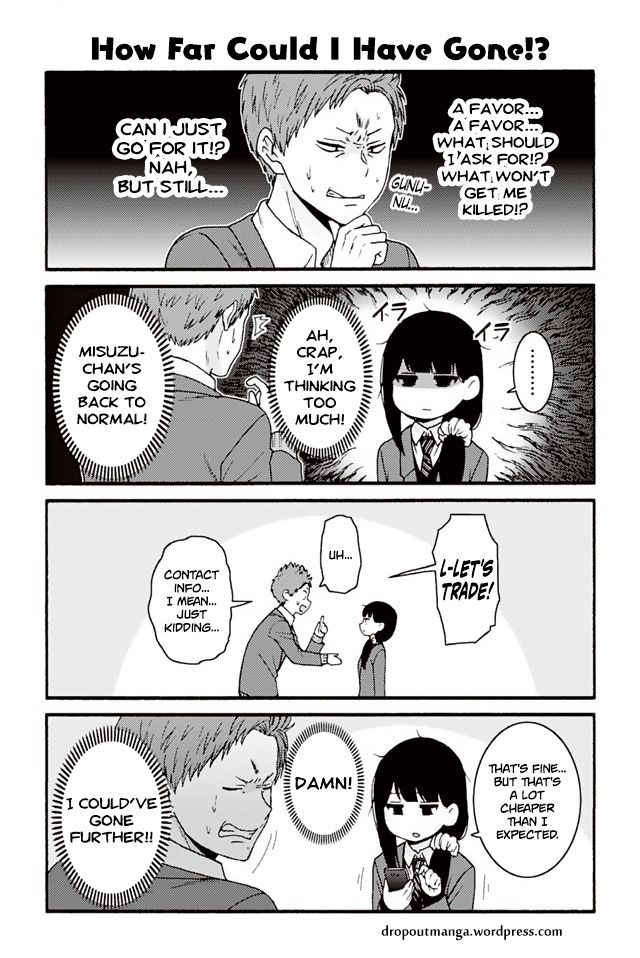 How Far Could I Have Gone!?
A FAVOR...
A FAVOR...
WHAT SHOULD
I ASK FOR!?
WHAT WON'T
GET ME
KILLED!?
GUNU-
NU...
CAN I JUST
GO FOR IT!?
NAH,
BUT STILL...
.........
イラ
イラ
AH,
CRAP,
I'M
THINKING
TOO
MUCH!
MISUZU-
CHAN'S
GOING
BACK TO
NORMAL!
L-LET'S
TRADE!
UH...
CONTACT
INFO...
I MEAN...
JUST
KIDDING...
THAT'S FINE...
BUT THAT'S
A LOT
CHEAPER
THAN I
EXPECTED.
DAMN!
I COULD'VE
GONE
FURTHER!!
dropoutmanga.wordpress.com